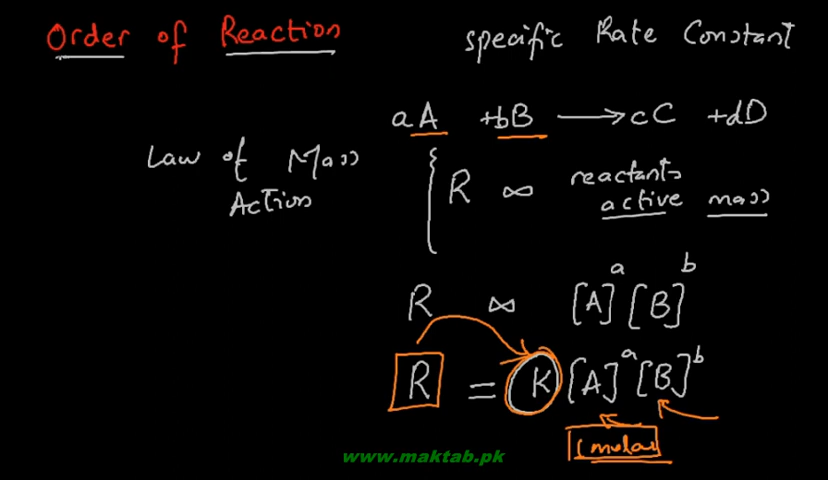 Order of Reaction
specific Rate Constant
aA + bB ⟶ cC + dD
Law of Mass
Action
R ∝ reactants
active mass
R ∝ [A]^a [B]^b
R = K [A]^a [B]^b
1 molar
www.maktab.pk